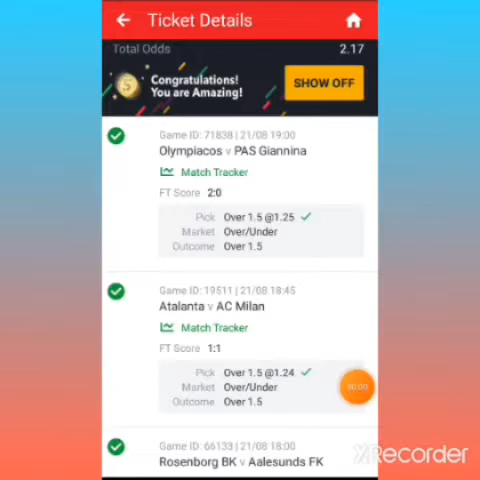 Ticket Details
Total Odds 2.17
Congratulations!
You are Amazing!
SHOW OFF
Game ID: 71838 | 21/08 19:00
Olympiacos v PAS Giannina
Match Tracker
FT Score 2:0
Pick Over 1.5 @1.25
Market Over/Under
Outcome Over 1.5
Game ID: 19511 | 21/08 18:45
Atalanta v AC Milan
Match Tracker
FT Score 1:1
Pick Over 1.5 @1.24
Market Over/Under
Outcome Over 1.5
00:00
Game ID: 66133 | 21/08 18:00
Rosenborg BK v Aalesunds FK
XRecorder